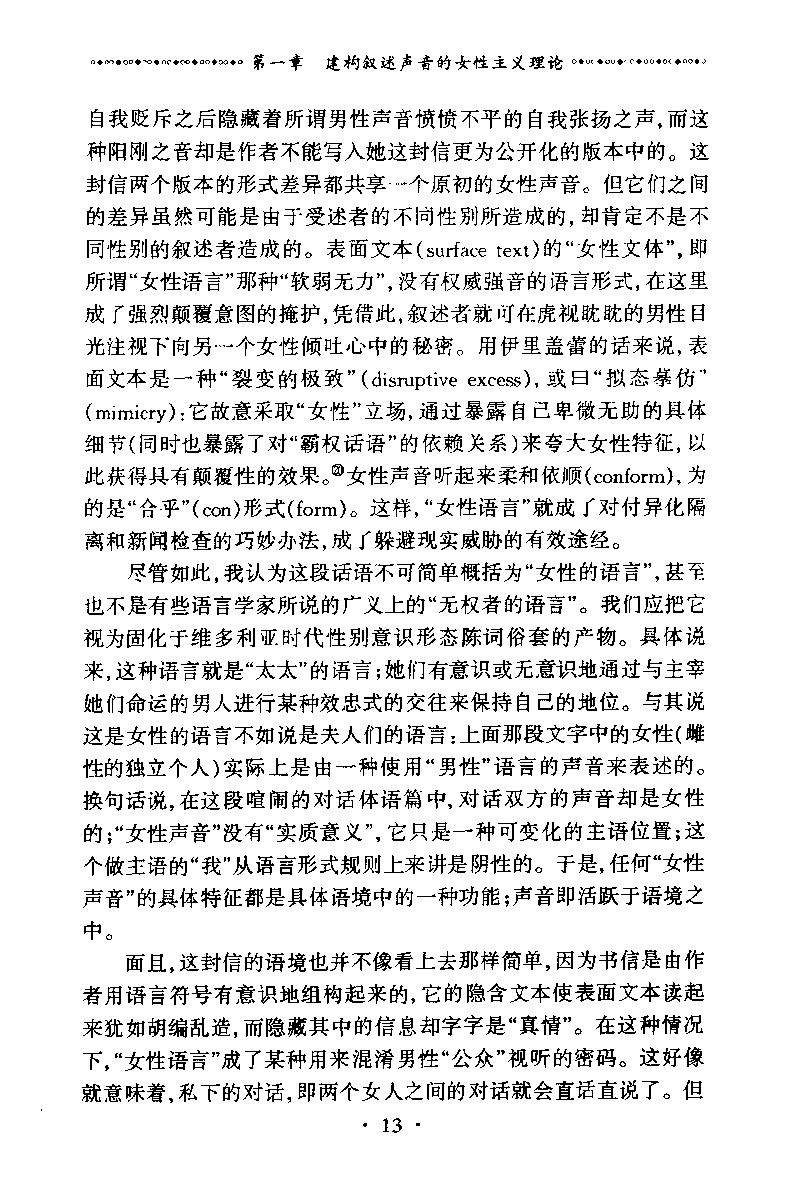 第一章 建构叙述声音的女性主义理论
自我贬斥之后隐藏着所谓男性声音愤愤不平的自我张扬之声,而这
种阳刚之音却是作者不能写入她这封信更为公开化的版本中的。这
封信两个版本的形式差异都共享一个原初的女性声音。但它们之间
的差异虽然可能是由于受述者的不同性别所造成的,却肯定不是不
同性别的叙述者造成的。表面文本(surface text)的“女性文体”,即
所谓“女性语言”那种“软弱无力”,没有权威强音的语言形式,在这里
成了强烈颠覆意图的掩护,凭借此,叙述者就可在虎视眈眈的男性目
光注视下向另一个女性倾吐心中的秘密。用伊里盖蕾的话来说,表
面文本是一种“裂变的极致”(disruptive excess),或曰“拟态摹仿”
(mimicry):它故意采取“女性”立场,通过暴露自己卑微无助的具体
细节(同时也暴露了对“霸权话语”的依赖关系)来夸大女性特征,以
此获得具有颠覆性的效果。⑳女性声音听起来柔和依顺(conform),为
的是“合乎”(con)形式(form)。这样,“女性语言”就成了对付异化隔
离和新闻检查的巧妙办法,成了躲避现实威胁的有效途经。
尽管如此,我认为这段话语不可简单概括为“女性的语言”,甚至
也不是有些语言学家所说的广义上的“无权者的语言”。我们应把它
视为固化于维多利亚时代性别意识形态陈词俗套的产物。具体说
来,这种语言就是“太太”的语言;她们有意识或无意识地通过与主宰
她们命运的男人进行某种效忠式的交往来保持自己的地位。与其说
这是女性的语言不如说是夫人们的语言:上面那段文字中的女性(雌
性的独立个人)实际上是由一种使用“男性”语言的声音来表述的。
换句话说,在这段喧闹的对话体语篇中,对话双方的声音却是女性
的;“女性声音”没有“实质意义”,它只是一种可变化的主语位置;这
个做主语的“我”从语言形式规则上来讲是阴性的。于是,任何“女性
声音”的具体特征都是具体语境中的一种功能;声音即活跃于语境之
中。
面且,这封信的语境也并不像看上去那样简单,因为书信是由作
者用语言符号有意识地组构起来的,它的隐含文本使表面文本读起
来犹如胡编乱造,而隐藏其中的信息却字字是“真情”。在这种情况
下,“女性语言”成了某种用来混淆男性“公众”视听的密码。这好像
就意味着,私下的对话,即两个女人之间的对话就会直话直说了。但
· 13 ·